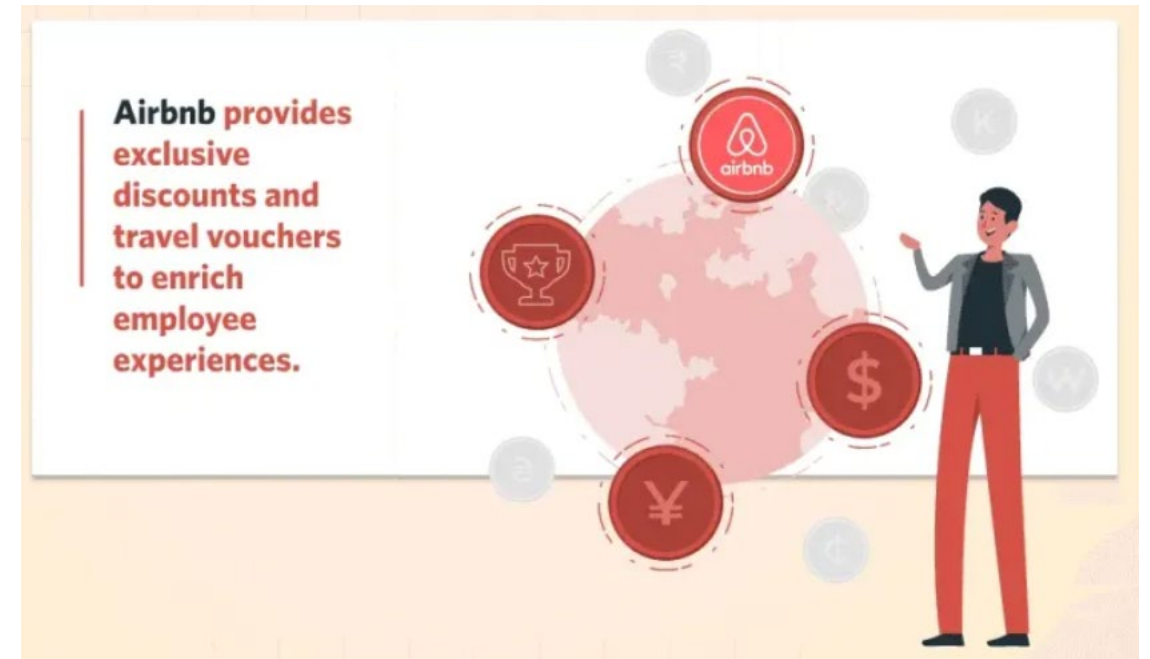 Airbnb provides
exclusive
discounts and
travel vouchers
to enrich
employee
experiences.
₹
airbnb
K
$
W
¥
₵